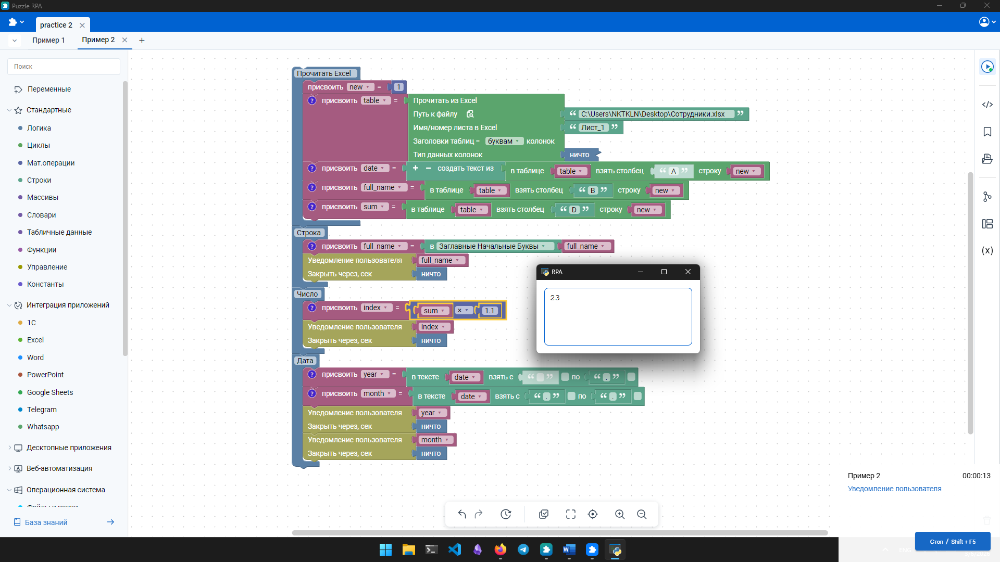 Puzzle RPA
practice 2
Пример 1
Пример 2
Поиск
Переменные
Стандартные
Логика
Циклы
Мат.операции
Строки
Массивы
Словари
Табличные данные
Функции
Управление
Константы
Интеграция приложений
1С
Excel
Word
PowerPoint
Google Sheets
Telegram
Whatsapp
Десктопные приложения
Веб-автоматизация
Операционная система
Файлы и папки
База знаний
Прочитать Excel
присвоить new = 1
? присвоить table = Прочитать из Excel
Путь к файлу “ C:\Users\NKTKLN\Desktop\Сотрудники.xlsx ”
Имя/номер листа в Excel “ Лист_1 ”
Заголовки таблиц = буквам колонок
Тип данных колонок ничто
? присвоить date = + − создать текст из в таблице table взять столбец “ A ” строку new
? присвоить full_name = в таблице table взять столбец “ B ” строку new
? присвоить sum = в таблице table взять столбец “ D ” строку new
Строка
? присвоить full_name = в Заглавные Начальные Буквы full_name
Уведомление пользователя full_name
Закрыть через, сек ничто
Число
? присвоить index = sum × 1.1
Уведомление пользователя index
Закрыть через, сек ничто
Дата
? присвоить year = в тексте date взять с “ ” по “ . ”
? присвоить month = в тексте date взять с “ . ” по “ . ”
Уведомление пользователя year
Закрыть через, сек ничто
Уведомление пользователя month
Закрыть через, сек ничто
RPA
23
</>
(x)
Пример 2 00:00:13
Уведомление пользователя
Стоп / Shift + F5
ENG